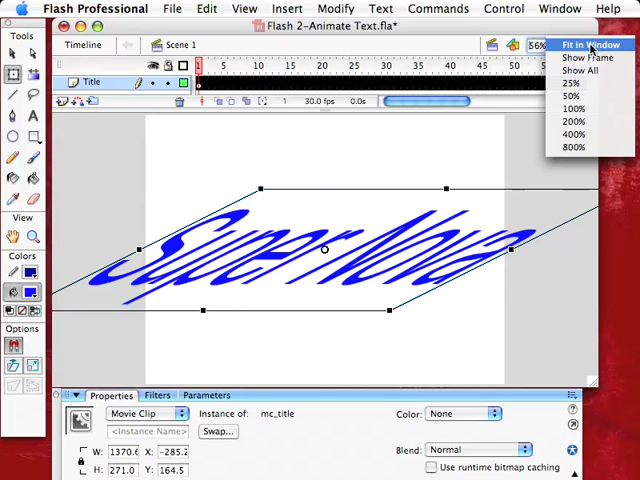 Flash Professional File Edit View Insert Modify Text Commands Control Window
Flash 2-Animate Text.fla*
Tools
Timeline
Scene 1
56%
Fit in Window
Show Frame
Show All
25%
50%
100%
200%
400%
800%
1 5 10 15 20 25 30 35 40 45 50
Title
1 30.0 fps 0.0s
View
Colors
Options
Properties Filters Parameters
Movie Clip
Instance of: mc_title
Color: None
<Instance Name>
Swap...
W: 1370.6 X: -285.2
H: 271.0 Y: 164.5
Blend: Normal
Use runtime bitmap caching